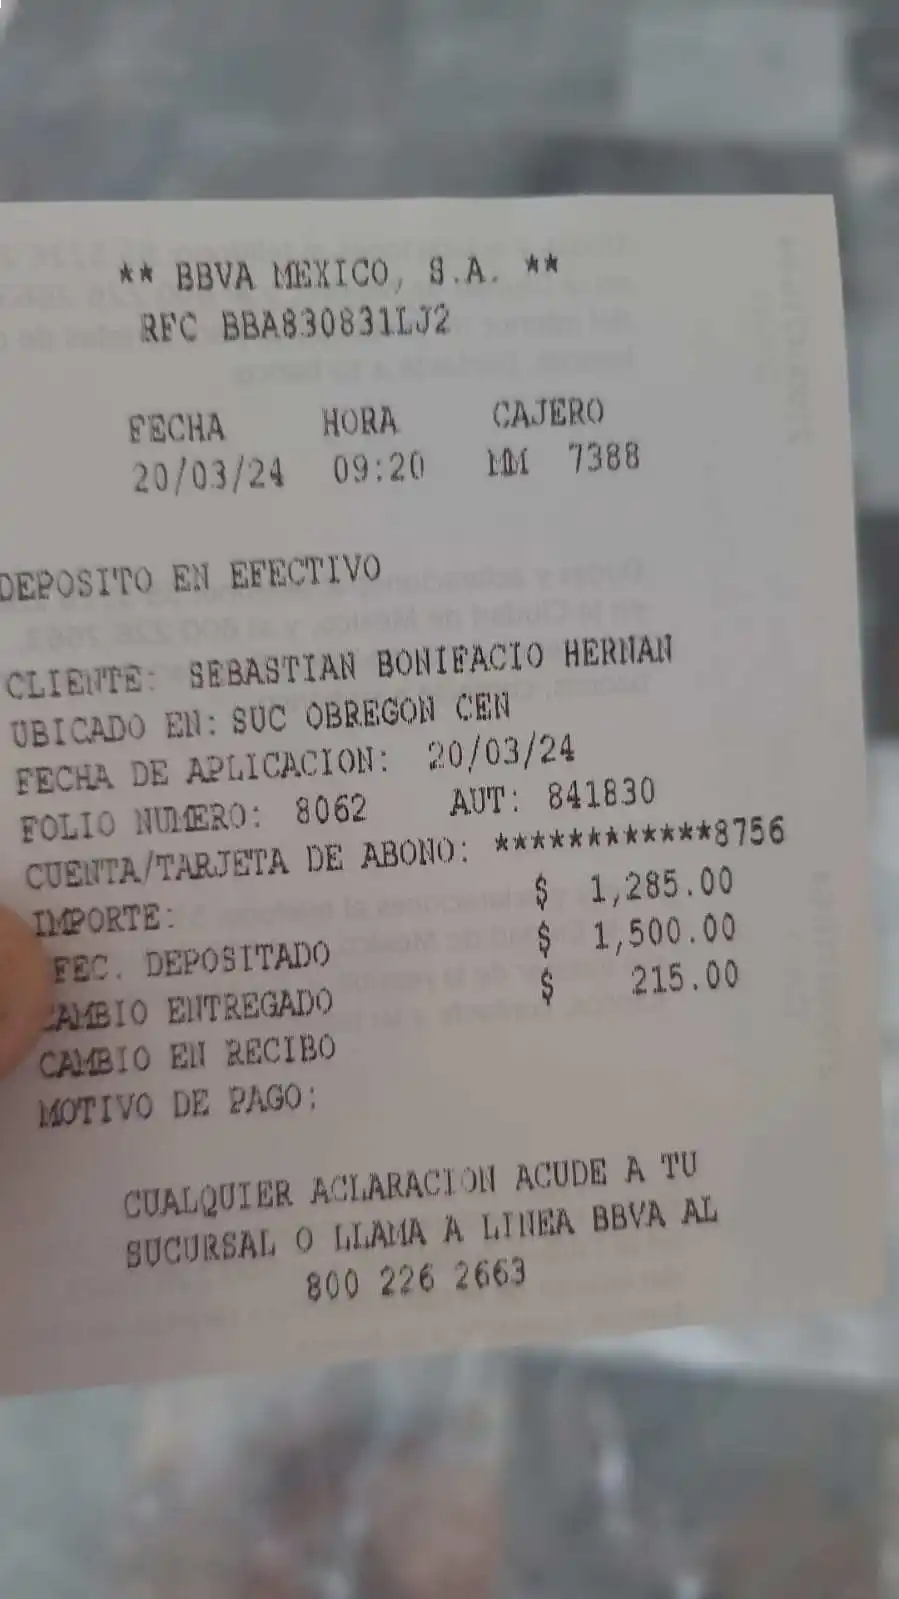 ** BBVA MEXICO, S.A. **
RFC BBA830831LJ2
FECHA HORA CAJERO
20/03/24 09:20 MM 7388
DEPOSITO EN EFECTIVO
CLIENTE: SEBASTIAN BONIFACIO HERNAN
UBICADO EN: SUC OBREGON CEN
FECHA DE APLICACION: 20/03/24
FOLIO NUMERO: 8062 AUT: 841830
CUENTA/TARJETA DE ABONO: ************8756
IMPORTE: $ 1,285.00
EFEC. DEPOSITADO $ 1,500.00
CAMBIO ENTREGADO $ 215.00
CAMBIO EN RECIBO
MOTIVO DE PAGO:
CUALQUIER ACLARACION ACUDE A TU
SUCURSAL O LLAMA A LINEA BBVA AL
800 226 2663